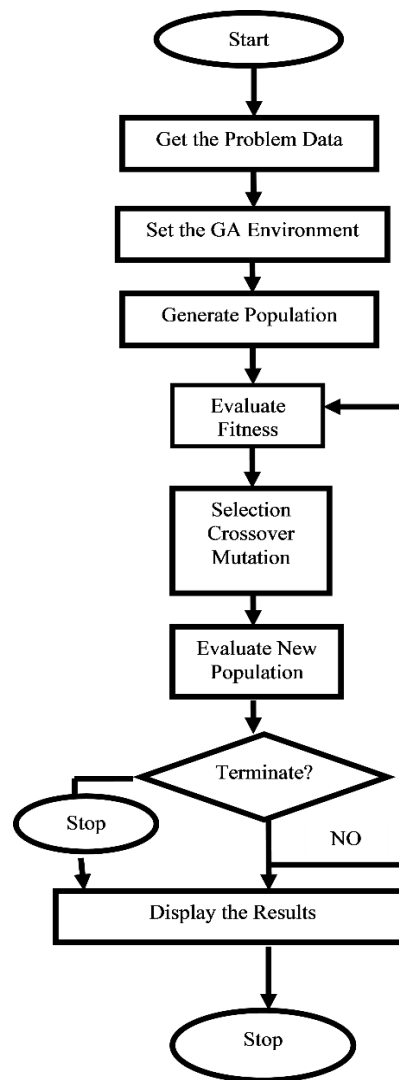 Start
Get the Problem Data
Set the GA Environment
Generate Population
Evaluate
Fitness
Selection
Crossover
Mutation
Evaluate New
Population
Terminate?
Stop
NO
Display the Results
Stop